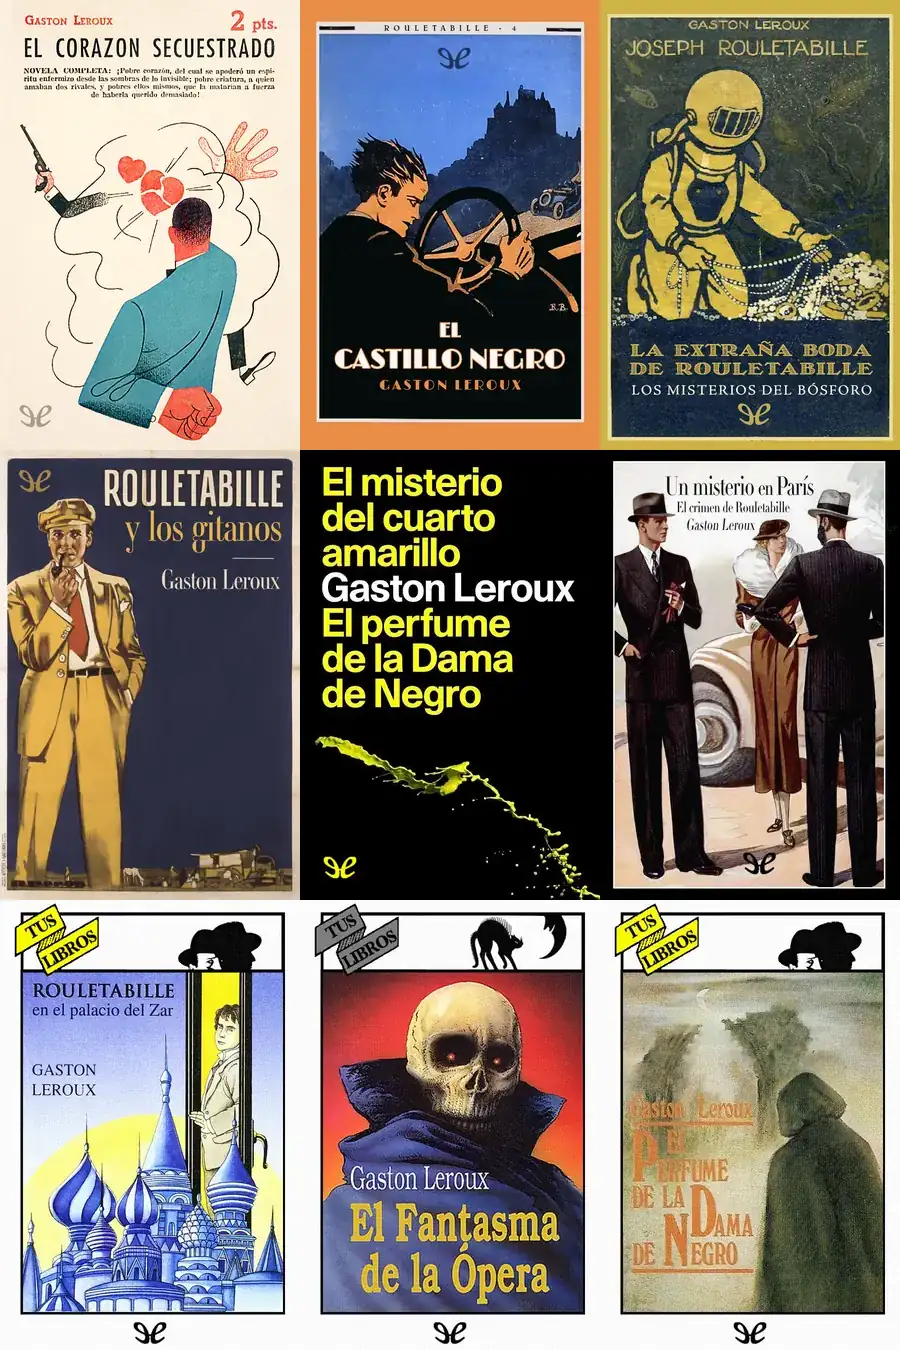 GASTON LEROUX
2 pts.
EL CORAZON SECUESTRADO
NOVELA COMPLETA: ¡Pobre corazón, del cual se apoderó un espí-
ritu enfermizo desde las sombras de lo invisible; pobre criatura, a quien
amaban dos rivales, y pobres ellos mismos, que la matarían a fuerza
de haberla querido demasiado!
ROULETABILLE · 4
R.B.
EL
CASTILLO NEGRO
GASTON LEROUX
GASTON LEROUX
JOSEPH ROULETABILLE
LA EXTRAÑA BODA
DE ROULETABILLE
LOS MISTERIOS DEL BÓSFORO
ROULETABILLE
y los gitanos
Gaston Leroux
El misterio
del cuarto
amarillo
Gaston Leroux
El perfume
de la Dama
de Negro
Un misterio en París
El crimen de Rouletabille
Gaston Leroux
TUS
LIBROS
ROULETABILLE
en el palacio del Zar
GASTON
LEROUX
TUS
LIBROS
Gaston Leroux
El Fantasma
de la Ópera
TUS
LIBROS
Gaston Leroux
EL
PERFUME
DE LA DAMA
DE NEGRO